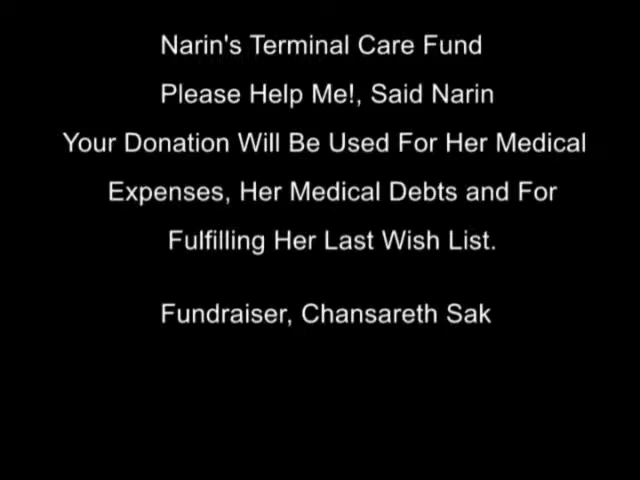 Narin's Terminal Care Fund
Please Help Me!, Said Narin
Your Donation Will Be Used For Her Medical
Expenses, Her Medical Debts and For
Fulfilling Her Last Wish List.
Fundraiser, Chansareth Sak